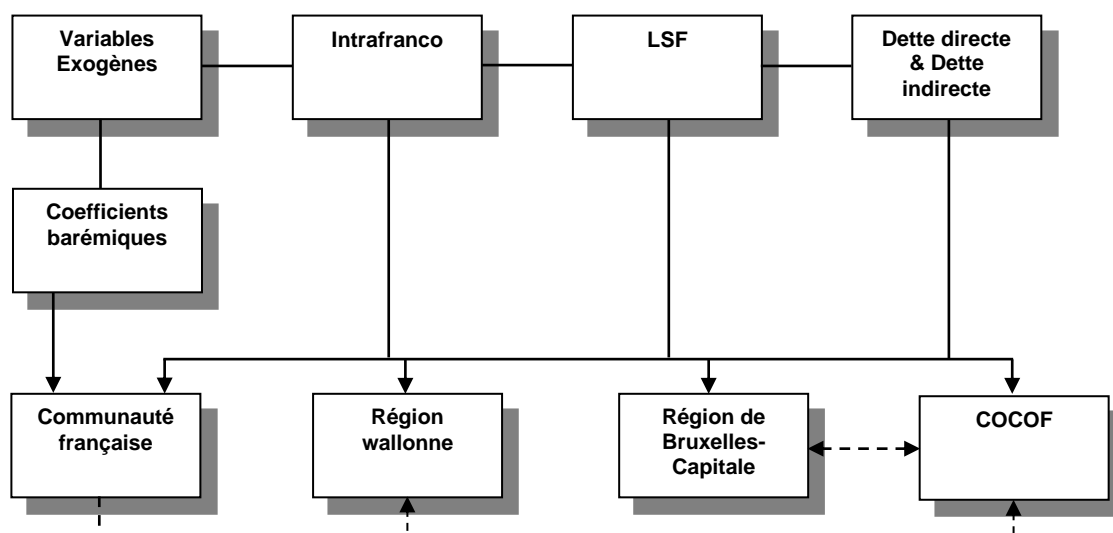 Variables
Exogènes
Intrafranco
LSF
Dette directe
& Dette
indirecte
Coefficients
barémiques
Communauté
française
Région
wallonne
Région de
Bruxelles-
Capitale
COCOF